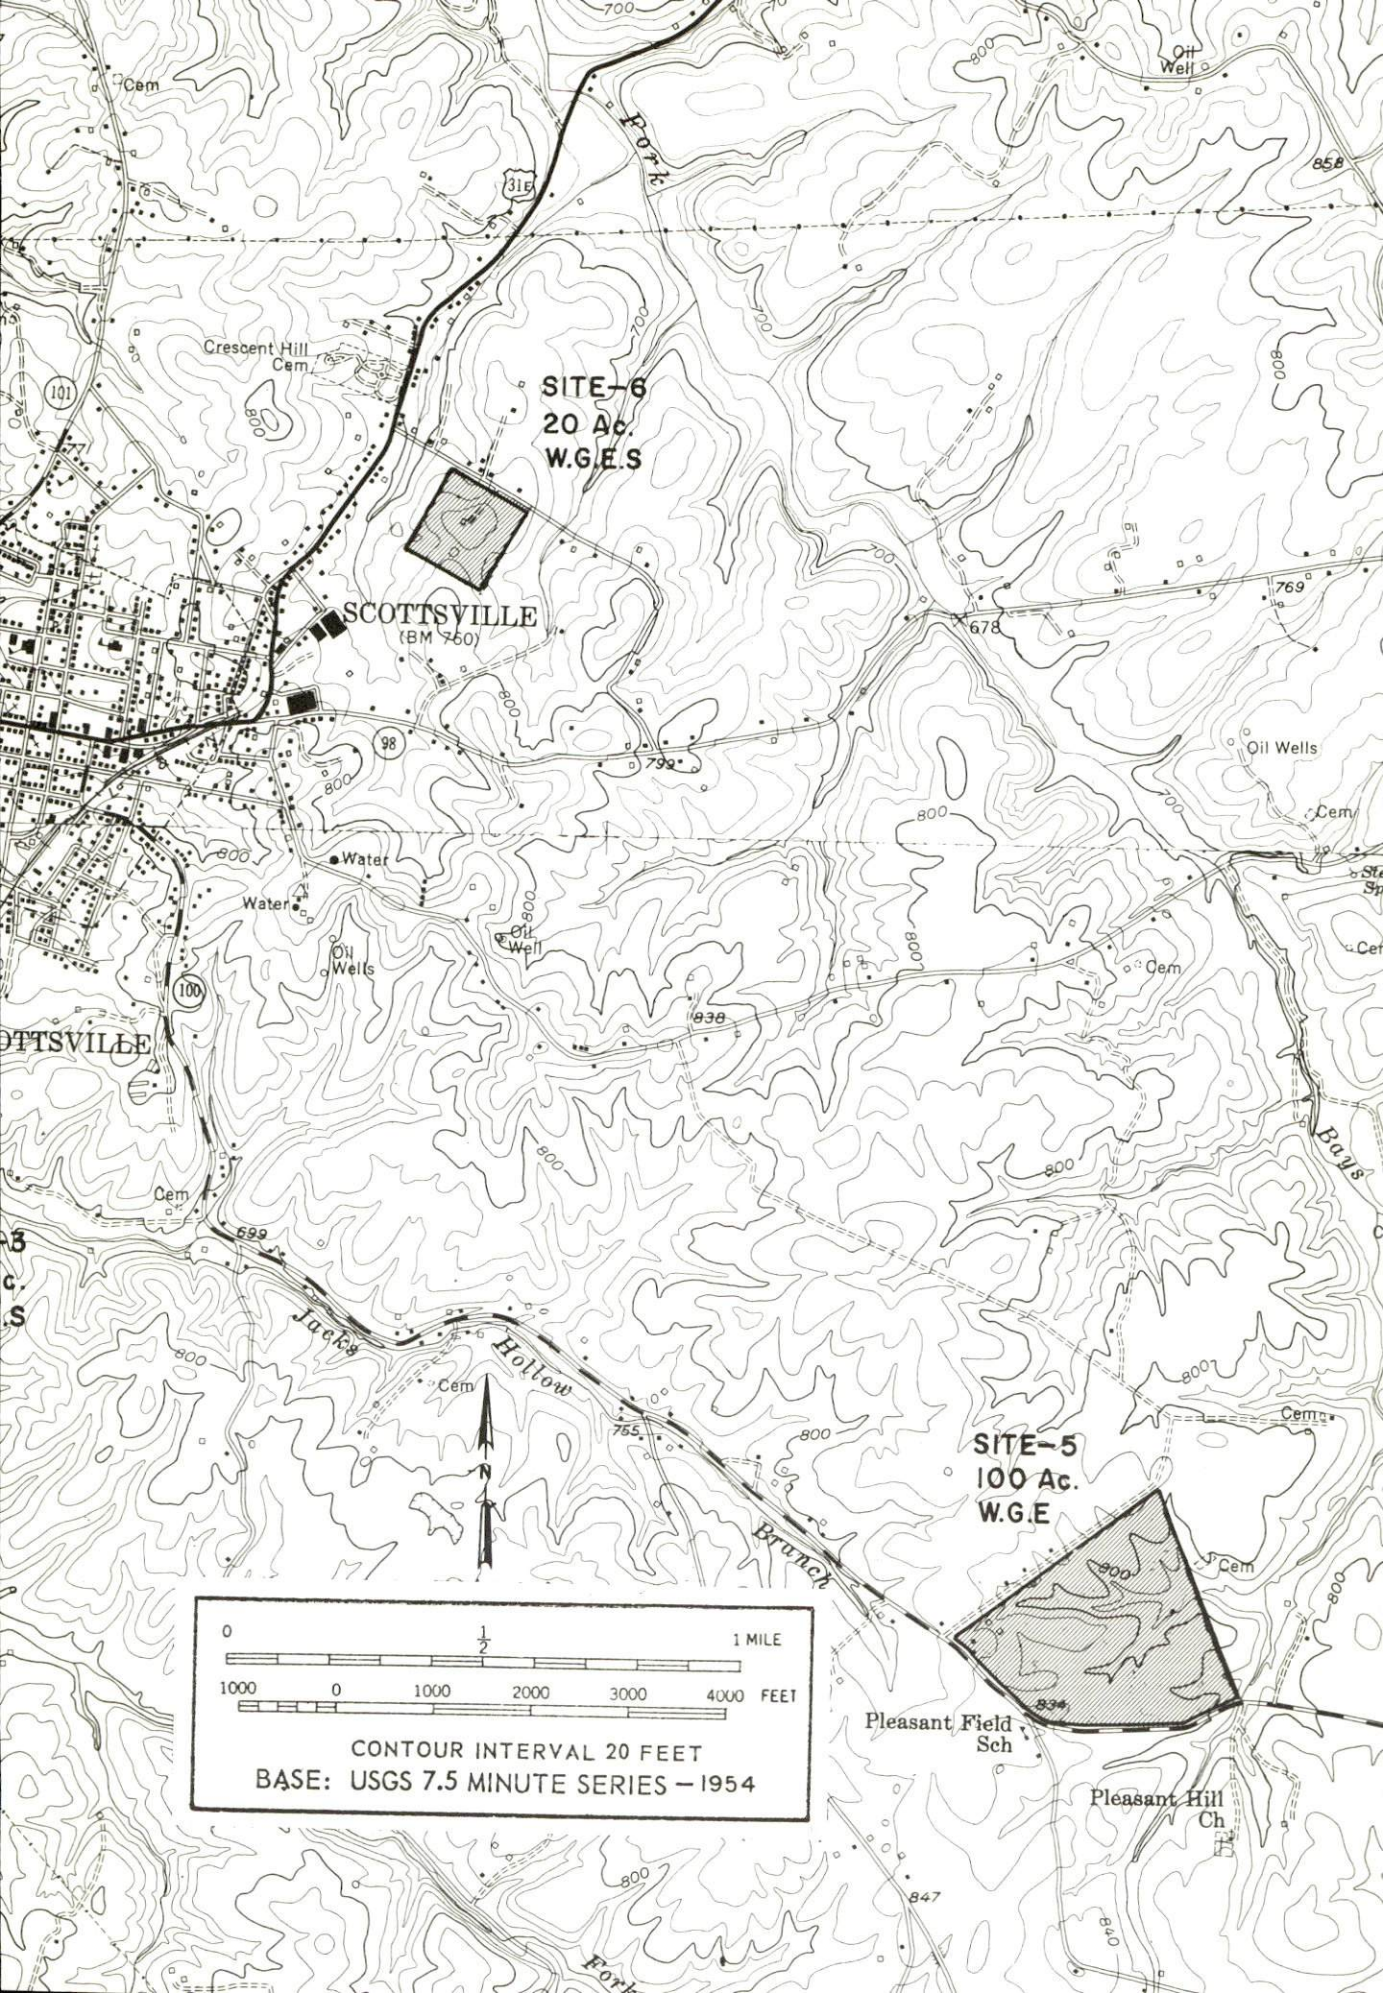 700
Oil
Well
800
Cem
Fork
858
31E
700
700
Crescent Hill
Cem
800
101
800
SITE-6
20 Ac.
W.G.E.S
700
769
678
SCOTTSVILLE
(BM 760)
800
98
Oil Wells
799
800
700
800
Cem
800
Water
Water
800
Oil
Well
Oil
Wells
800
Cem
100
838
OTTSVILLE
Bays
800
800
Cem
699
-3
c.
.S
Jacks
Hollow
800
Cem
800
Cem
755
800
N
SITE-5
100 Ac.
W.G.E
Branch
800
Cem
800
0 1/2 1 MILE
1000 0 1000 2000 3000 4000 FEET
CONTOUR INTERVAL 20 FEET
BASE: USGS 7.5 MINUTE SERIES - 1954
834
Pleasant Field
Sch
Pleasant Hill
Ch
800
847
840
Fork